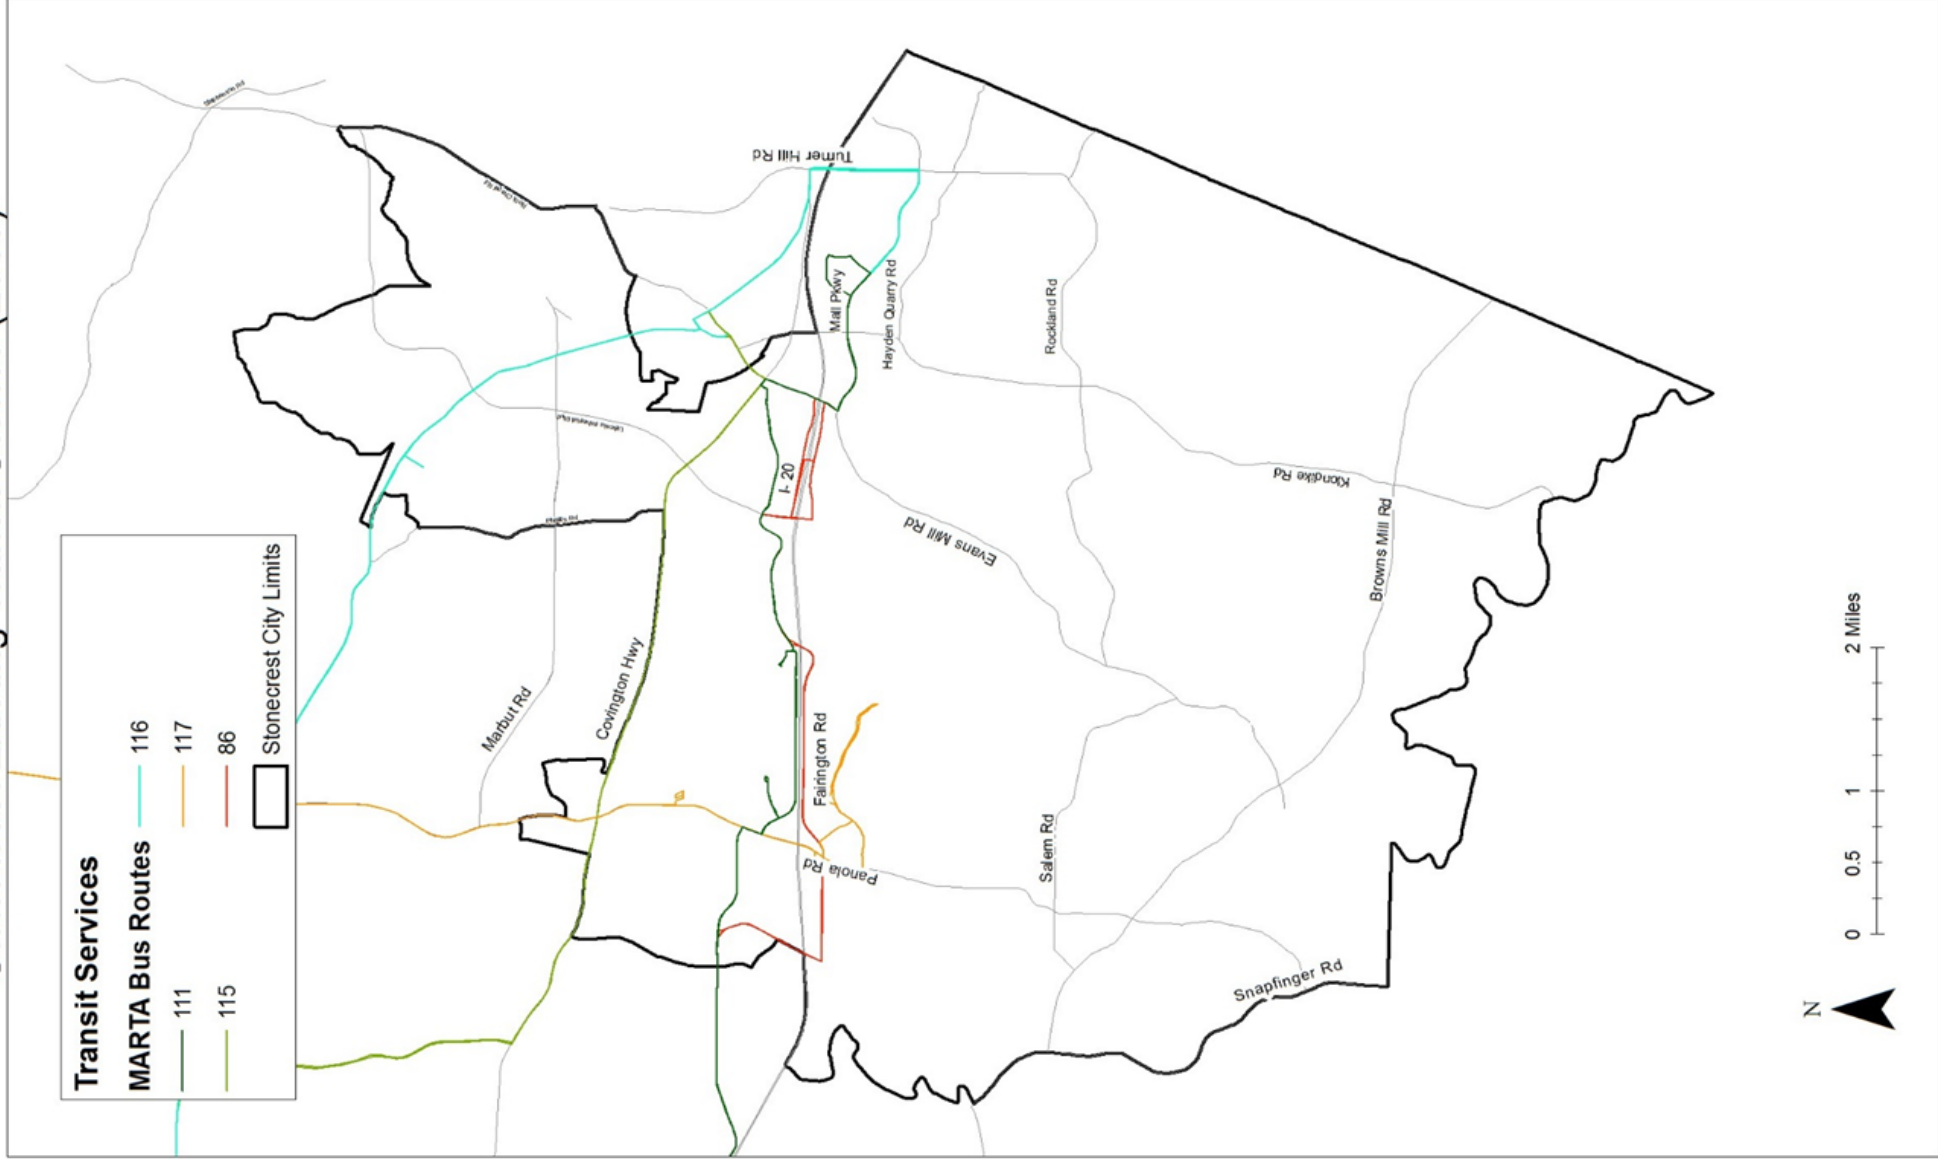 Transit Services
MARTA Bus Routes
111
116
115
117
86
Stonecrest City Limits
Turner Hill Rd
Mall Pkwy
Hayden Quarry Rd
Rockland Rd
I- 20
Klondike Rd
Evans Mill Rd
Browns Mill Rd
Covington Hwy
Marbut Rd
Fairington Rd
Panola Rd
Salem Rd
Snapfinger Rd
N
0 0.5 1 2 Miles